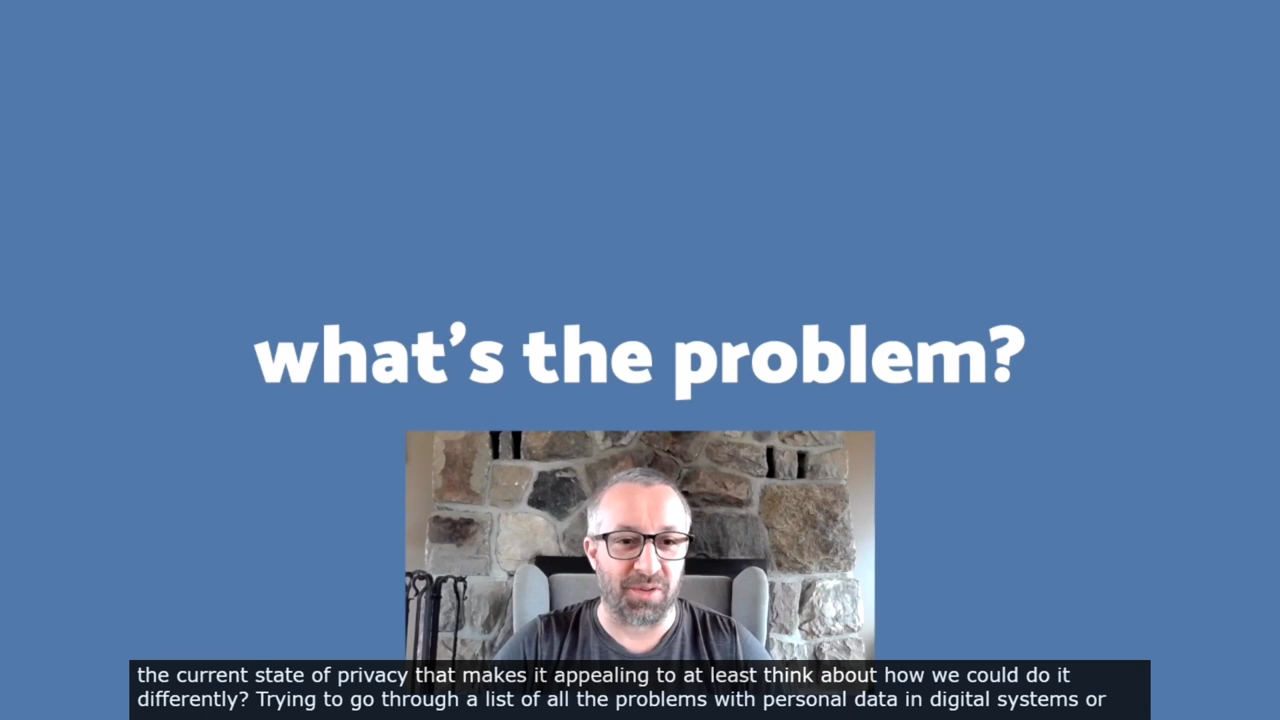 what's the problem?
the current state of privacy that makes it appealing to at least think about how we could do it
differently? Trying to go through a list of all the problems with personal data in digital systems or